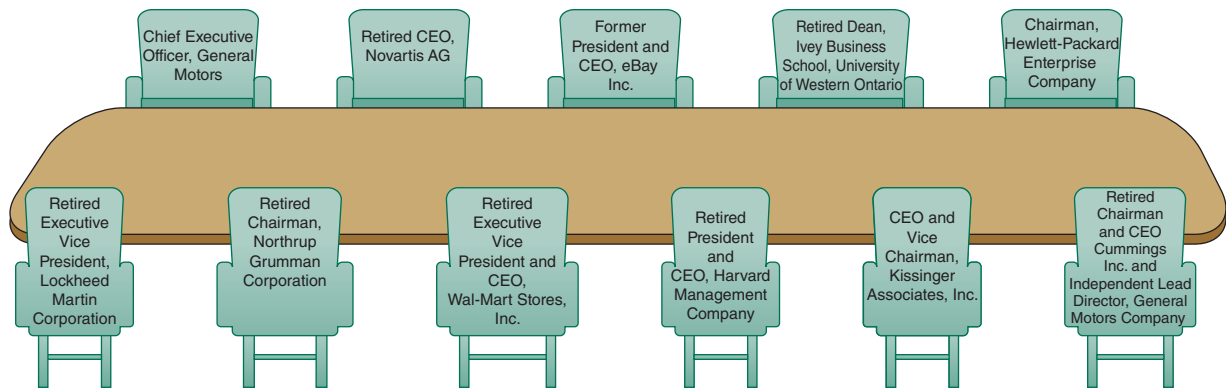 Chief Executive
Officer, General
Motors
Retired CEO,
Novartis AG
Former
President and
CEO, eBay
Inc.
Retired Dean,
Ivey Business
School, University
of Western Ontario
Chairman,
Hewlett-Packard
Enterprise
Company
Retired
Executive
Vice
President,
Lockheed
Martin
Corporation
Retired
Chairman,
Northrup
Grumman
Corporation
Retired
Executive
Vice
President and
CEO,
Wal-Mart Stores,
Inc.
Retired
President
and
CEO, Harvard
Management
Company
CEO and
Vice
Chairman,
Kissinger
Associates, Inc.
Retired
Chairman
and CEO
Cummings
Inc. and
Independent Lead
Director, General
Motors Company